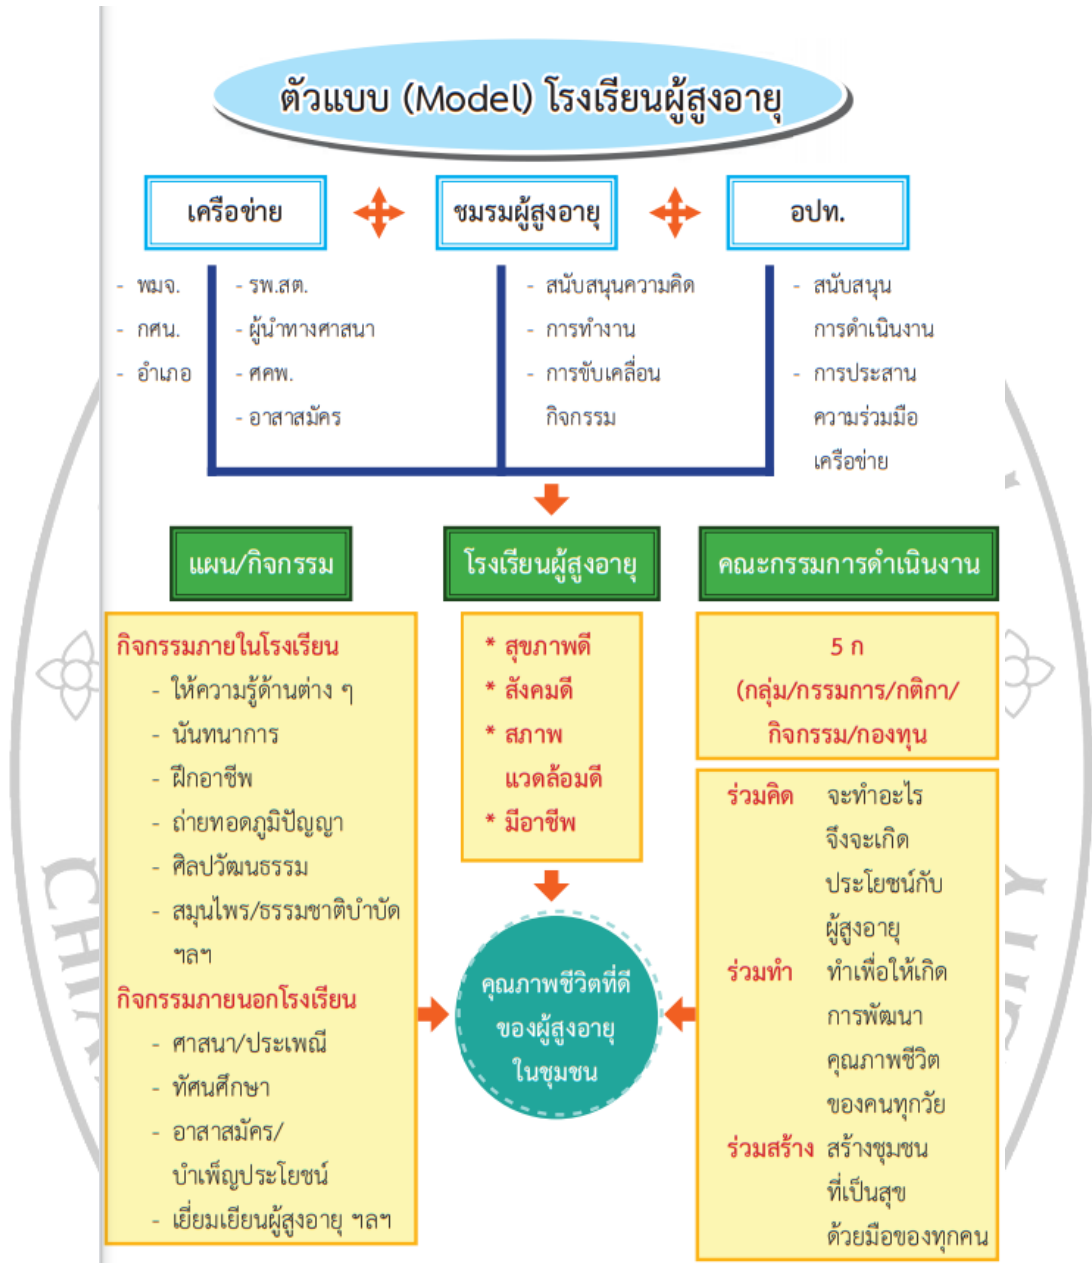 ตัวแบบ (Model) โรงเรียนผู้สูงอายุ
เครือข่าย
- พมจ.
- กศน.
- อำเภอ
- รพ.สต.
- ผู้นำทางศาสนา
- ศคพ.
- อาสาสมัคร
ชมรมผู้สูงอายุ
- สนับสนุนความคิด
- การทำงาน
- การขับเคลื่อน
กิจกรรม
อปท.
- สนับสนุน
การดำเนินงาน
- การประสาน
ความร่วมมือ
เครือข่าย
แผน/กิจกรรม
กิจกรรมภายในโรงเรียน
- ให้ความรู้ด้านต่าง ๆ
- นันทนาการ
- ฝึกอาชีพ
- ถ่ายทอดภูมิปัญญา
- ศิลปวัฒนธรรม
- สมุนไพร/ธรรมชาติบำบัด
ฯลฯ
กิจกรรมภายนอกโรงเรียน
- ศาสนา/ประเพณี
- ทัศนศึกษา
- อาสาสมัคร/
บำเพ็ญประโยชน์
- เยี่ยมเยียนผู้สูงอายุ ฯลฯ
โรงเรียนผู้สูงอายุ
* สุขภาพดี
* สังคมดี
* สภาพ
แวดล้อมดี
* มีอาชีพ
คุณภาพชีวิตที่ดี
ของผู้สูงอายุ
ในชุมชน
คณะกรรมการดำเนินงาน
5 ก
(กลุ่ม/กรรมการ/กติกา/
กิจกรรม/กองทุน
ร่วมคิด จะทำอะไร
จึงจะเกิด
ประโยชน์กับ
ผู้สูงอายุ
ร่วมทำ ทำเพื่อให้เกิด
การพัฒนา
คุณภาพชีวิต
ของคนทุกวัย
ร่วมสร้าง สร้างชุมชน
ที่เป็นสุข
ด้วยมือของทุกคน